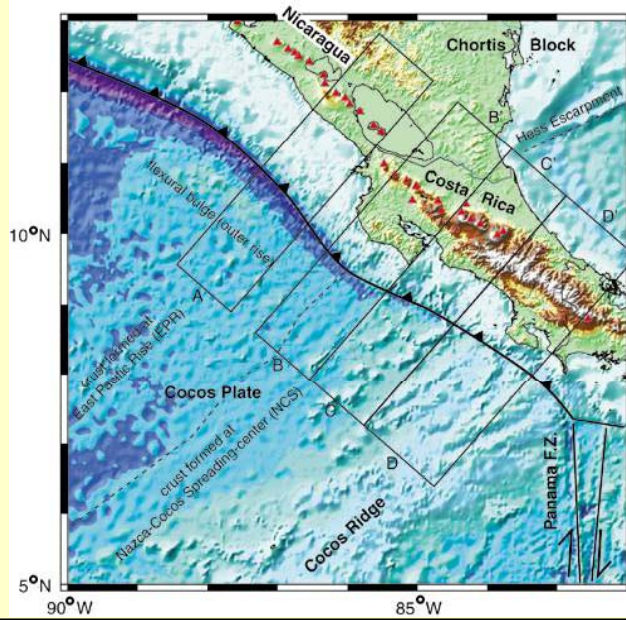 Nicaragua
Chortis Block
Hess Escarpment
B'
C'
D'
Costa Rica
flexural bulge (outer rise)
10°N
A
B
C
D
crust formed at
East Pacific Rise (EPR)
Cocos Plate
crust formed at
Nazca-Cocos Spreading-center (NCS)
Cocos Ridge
Panama F.Z.
5°N
90°W
85°W